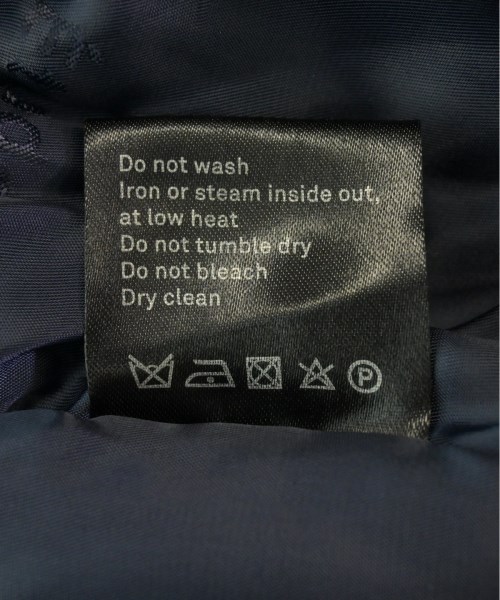 Do not wash
Iron or steam inside out,
at low heat
Do not tumble dry
Do not bleach
Dry clean
P